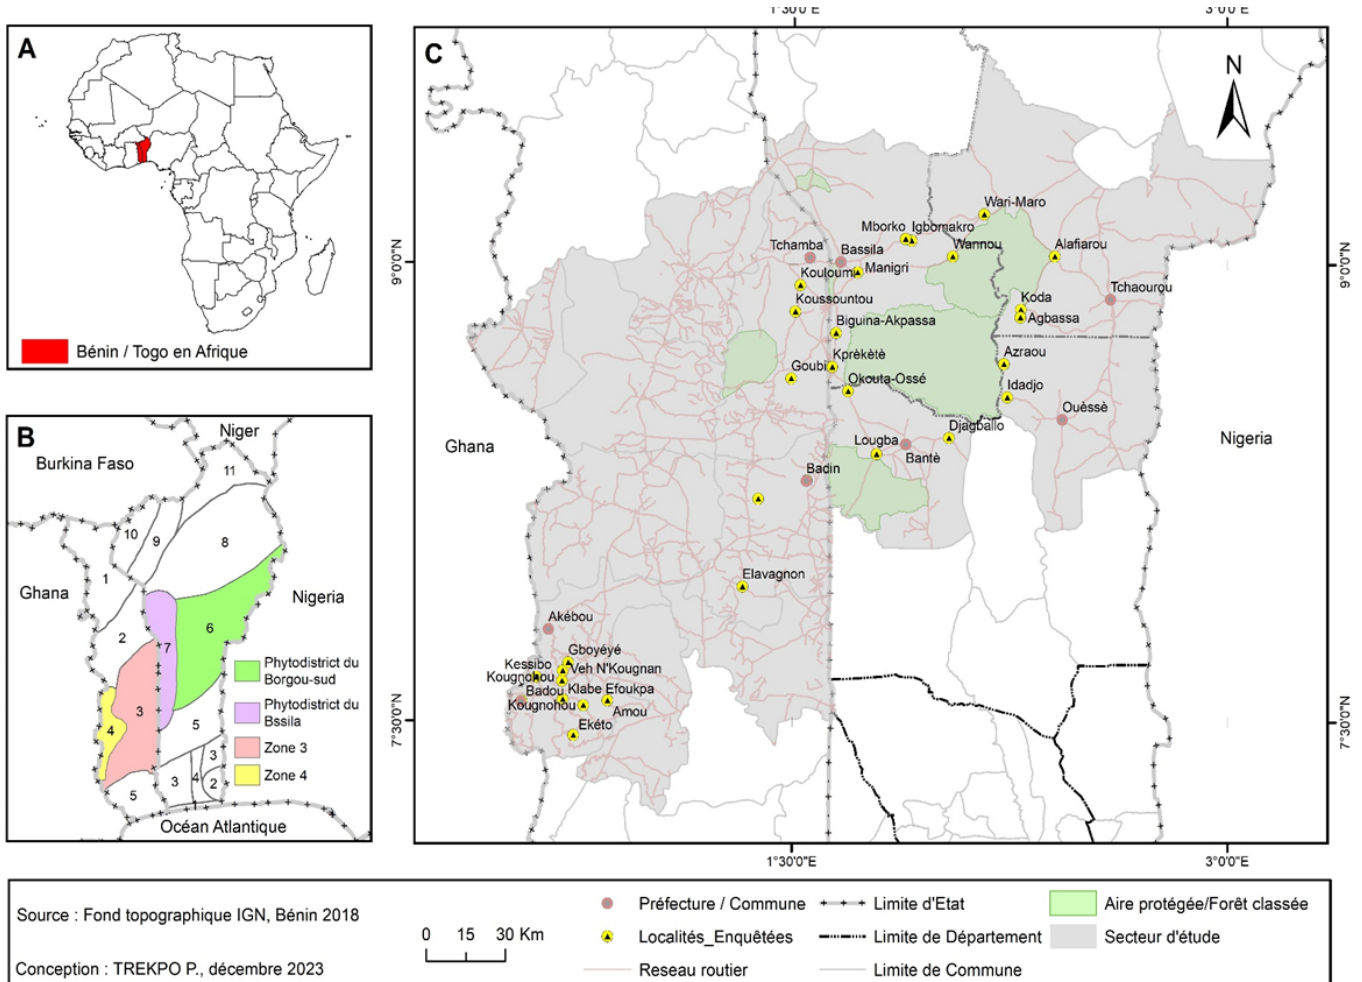 A
Bénin / Togo en Afrique
B
Niger
Burkina Faso
11
10
9
8
1
Ghana
Nigeria
2
6
7
Phytodistrict du
Borgou-sud
Phytodistrict du
Bssila
3
5
4
Zone 3
3
3
4
2
Zone 4
5
Océan Atlantique
1°30'0"E
3°0'0"E
C
N
Wari-Maro
Mborko
Igbomakro
Tchamba
Bassila
Wannou
Alafiarou
9°0'0"N
9°0'0"N
Kouloumi
Manigri
Tchaourou
Koussountou
Koda
Biguina-Akpassa
Agbassa
Kprèkètè
Azraou
Goubi
Okouta-Ossé
Idadjo
Ouèssè
Ghana
Djagballo
Nigeria
Lougba
Bantè
Badin
Elavagnon
Akébou
Gboyéyé
Kessibo
Veh N'Kougnan
Kougnohou
Badou
Klabe Efoukpa
Kougnohou
Amou
Ekéto
7°30'0"N
7°30'0"N
1°30'0"E
3°0'0"E
Source : Fond topographique IGN, Bénin 2018
Conception : TREKPO P., décembre 2023
0 15 30 Km
Préfecture / Commune
Localités_Enquêtées
Reseau routier
Limite d'Etat
Limite de Département
Limite de Commune
Aire protégée/Forêt classée
Secteur d'étude